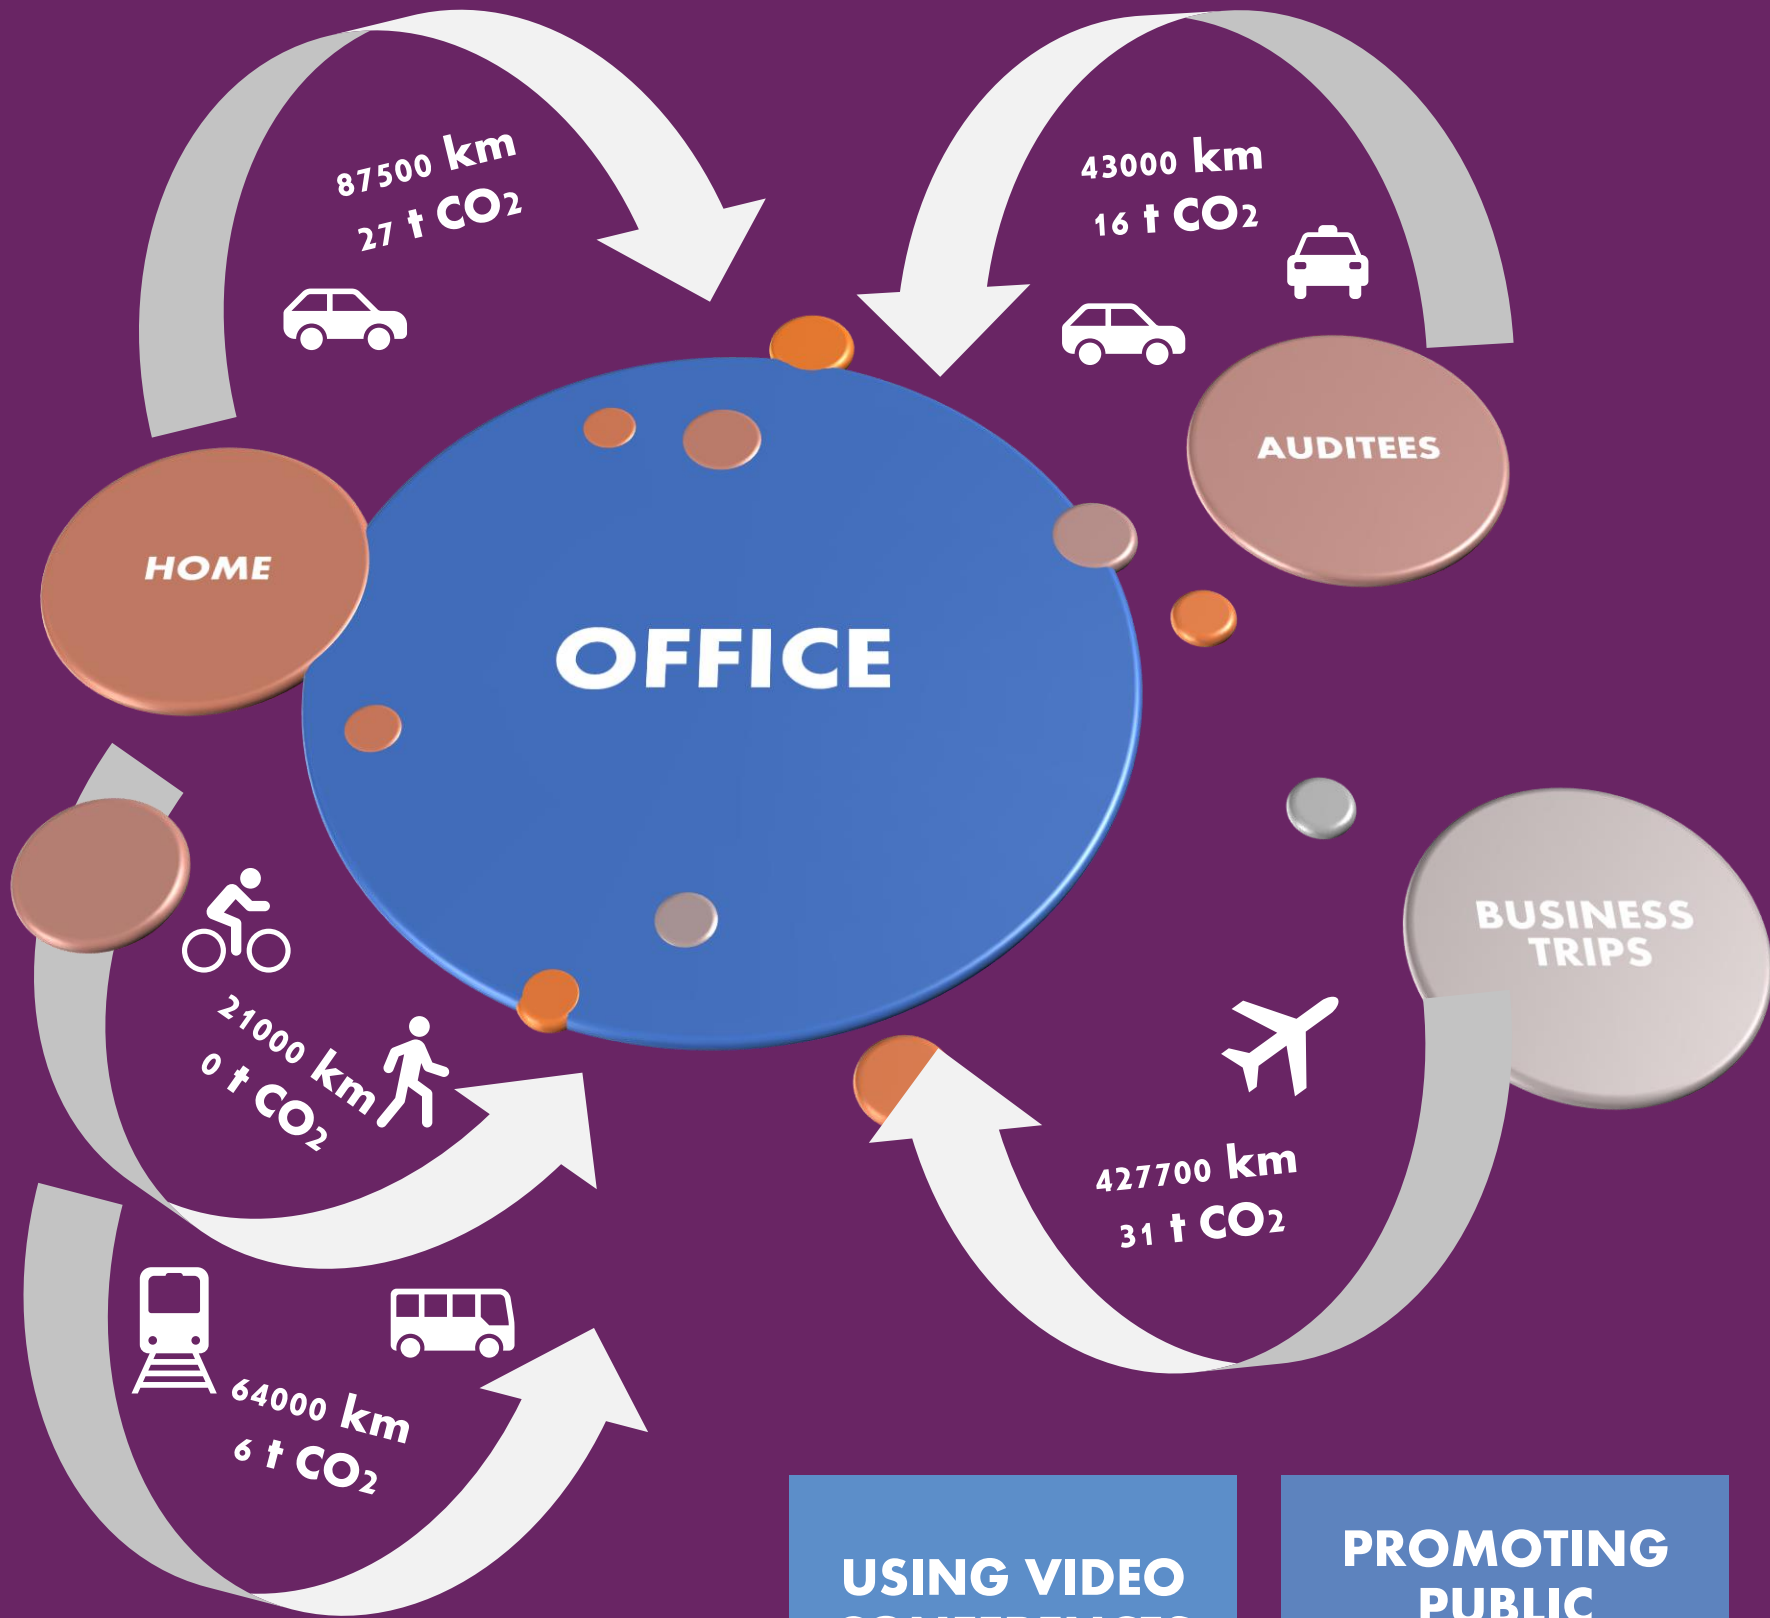 87500 km
27 t CO2
43000 km
16 t CO2
AUDITEES
HOME
OFFICE
BUSINESS
TRIPS
21000 km
0 t CO2
427700 km
31 t CO2
64000 km
6 t CO2
USING VIDEO
PROMOTING
PUBLIC